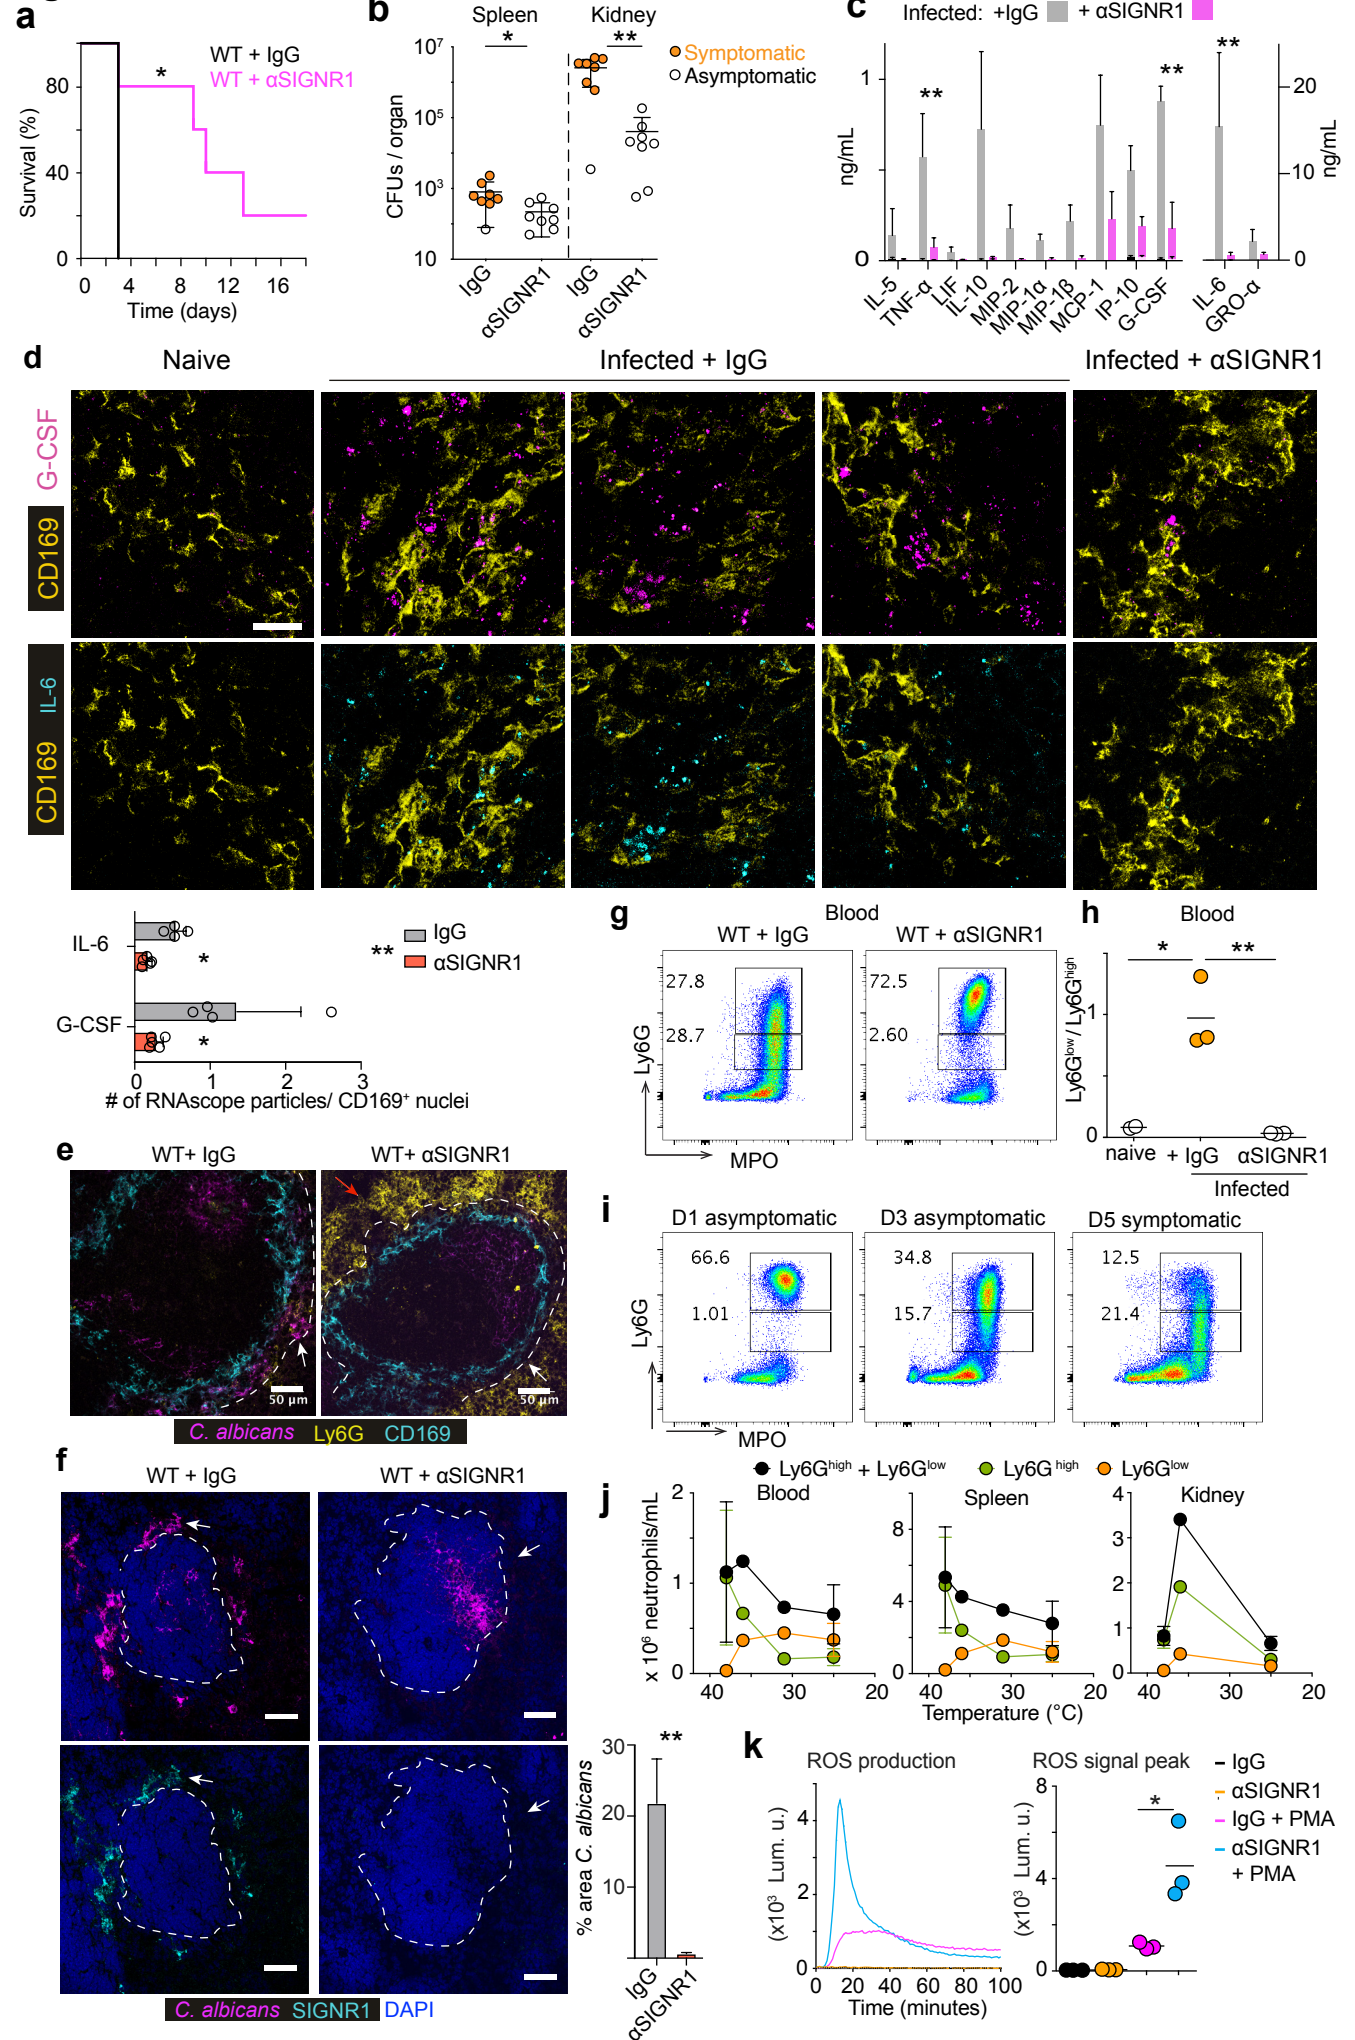 a
WT + IgG
WT + αSIGNR1
*
80
40
0
Survival (%)
0 4 8 12 16
Time (days)
b
Spleen Kidney
* **
Symptomatic
Asymptomatic
10⁷
10⁵
10³
10
CFUs / organ
IgG αSIGNR1 IgG αSIGNR1
c
Infected: +IgG + αSIGNR1
** ** **
1
0
ng/mL
20
10
0
ng/mL
IL-5 TNF-α LIF IL-10 MIP-2 MIP-1α MIP-1β MCP-1 IP-10 G-CSF IL-6 GRO-α
d
Naive Infected + IgG Infected + αSIGNR1
CD169 G-CSF
CD169 IL-6
IL-6
G-CSF
*
*
** IgG
αSIGNR1
0 1 2 3
# of RNAscope particles/ CD169⁺ nuclei
e
WT+ IgG WT+ αSIGNR1
50 µm 50 µm
C. albicans Ly6G CD169
f
WT + IgG WT + αSIGNR1
C. albicans SIGNR1 DAPI
**
30
20
10
% area C. albicans
IgG αSIGNR1
g
Blood
WT + IgG WT + αSIGNR1
27.8
28.7
72.5
2.60
Ly6G
MPO
h
Blood
* **
1
0
Ly6Gˡᵒʷ / Ly6Gʰⁱᵍʰ
naive + IgG αSIGNR1
Infected
i
D1 asymptomatic D3 asymptomatic D5 symptomatic
66.6
1.01
34.8
15.7
12.5
21.4
Ly6G
MPO
j
Ly6Gʰⁱᵍʰ + Ly6Gˡᵒʷ Ly6Gʰⁱᵍʰ Ly6Gˡᵒʷ
Blood Spleen Kidney
2
1
0
x 10⁶ neutrophils/mL
8
4
0
4
3
2
1
0
40 30 20 40 30 20 40 30 20
Temperature (°C)
k
ROS production ROS signal peak
4
2
0
(x10³ Lum. u.)
0 20 40 60 80 100
Time (minutes)
8
4
0
(x10³ Lum. u.)
*
IgG
αSIGNR1
IgG + PMA
αSIGNR1
+ PMA